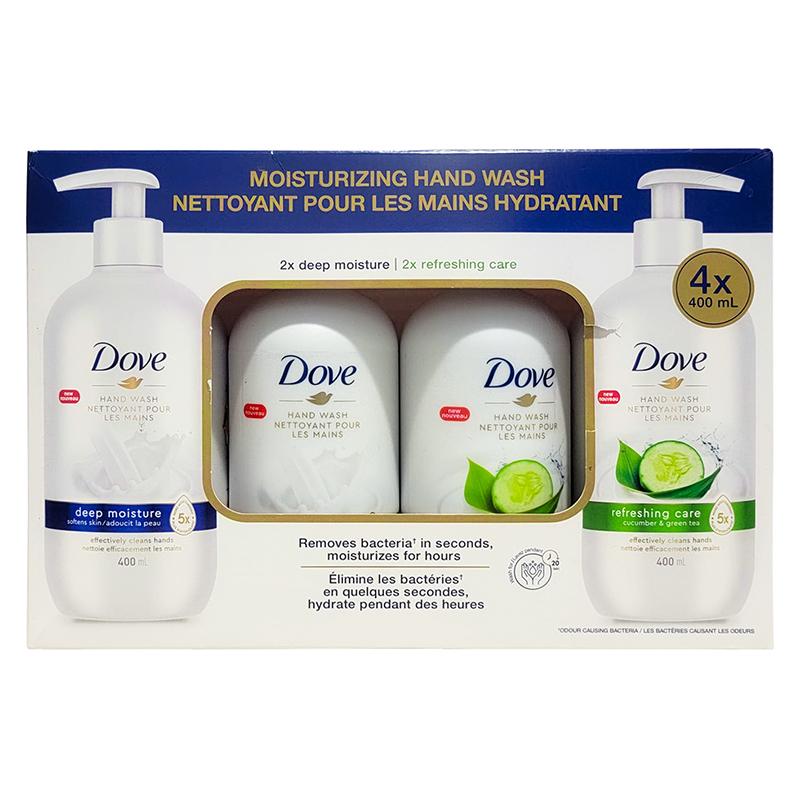 MOISTURIZING HAND WASH
NETTOYANT POUR LES MAINS HYDRATANT
2x deep moisture | 2x refreshing care
4x
400 mL
Dove
new
nouveau
HAND WASH
NETTOYANT POUR
LES MAINS
deep moisture
softens skin/adoucit la peau
5x
effectively cleans hands
nettoie efficacement les mains
400 mL
Dove
new
nouveau
HAND WASH
NETTOYANT POUR
LES MAINS
Dove
new
nouveau
HAND WASH
NETTOYANT POUR
LES MAINS
Dove
new
nouveau
HAND WASH
NETTOYANT POUR
LES MAINS
refreshing care
cucumber & green tea
5x
effectively cleans hands
nettoie efficacement les mains
400 mL
Removes bacteria† in seconds,
moisturizes for hours
Élimine les bactéries†
en quelques secondes,
hydrate pendant des heures
Wash for/Lavez pendant
20
*ODOUR CAUSING BACTERIA / LES BACTÉRIES CAUSANT LES ODEURS